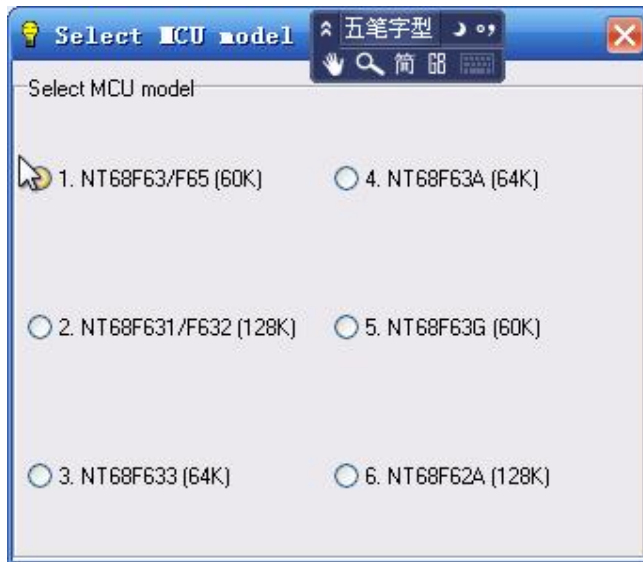 Select MCU model
五笔字型
简
Select MCU model
1. NT68F63/F65 (60K)
4. NT68F63A (64K)
2. NT68F631/F632 (128K)
5. NT68F63G (60K)
3. NT68F633 (64K)
6. NT68F62A (128K)